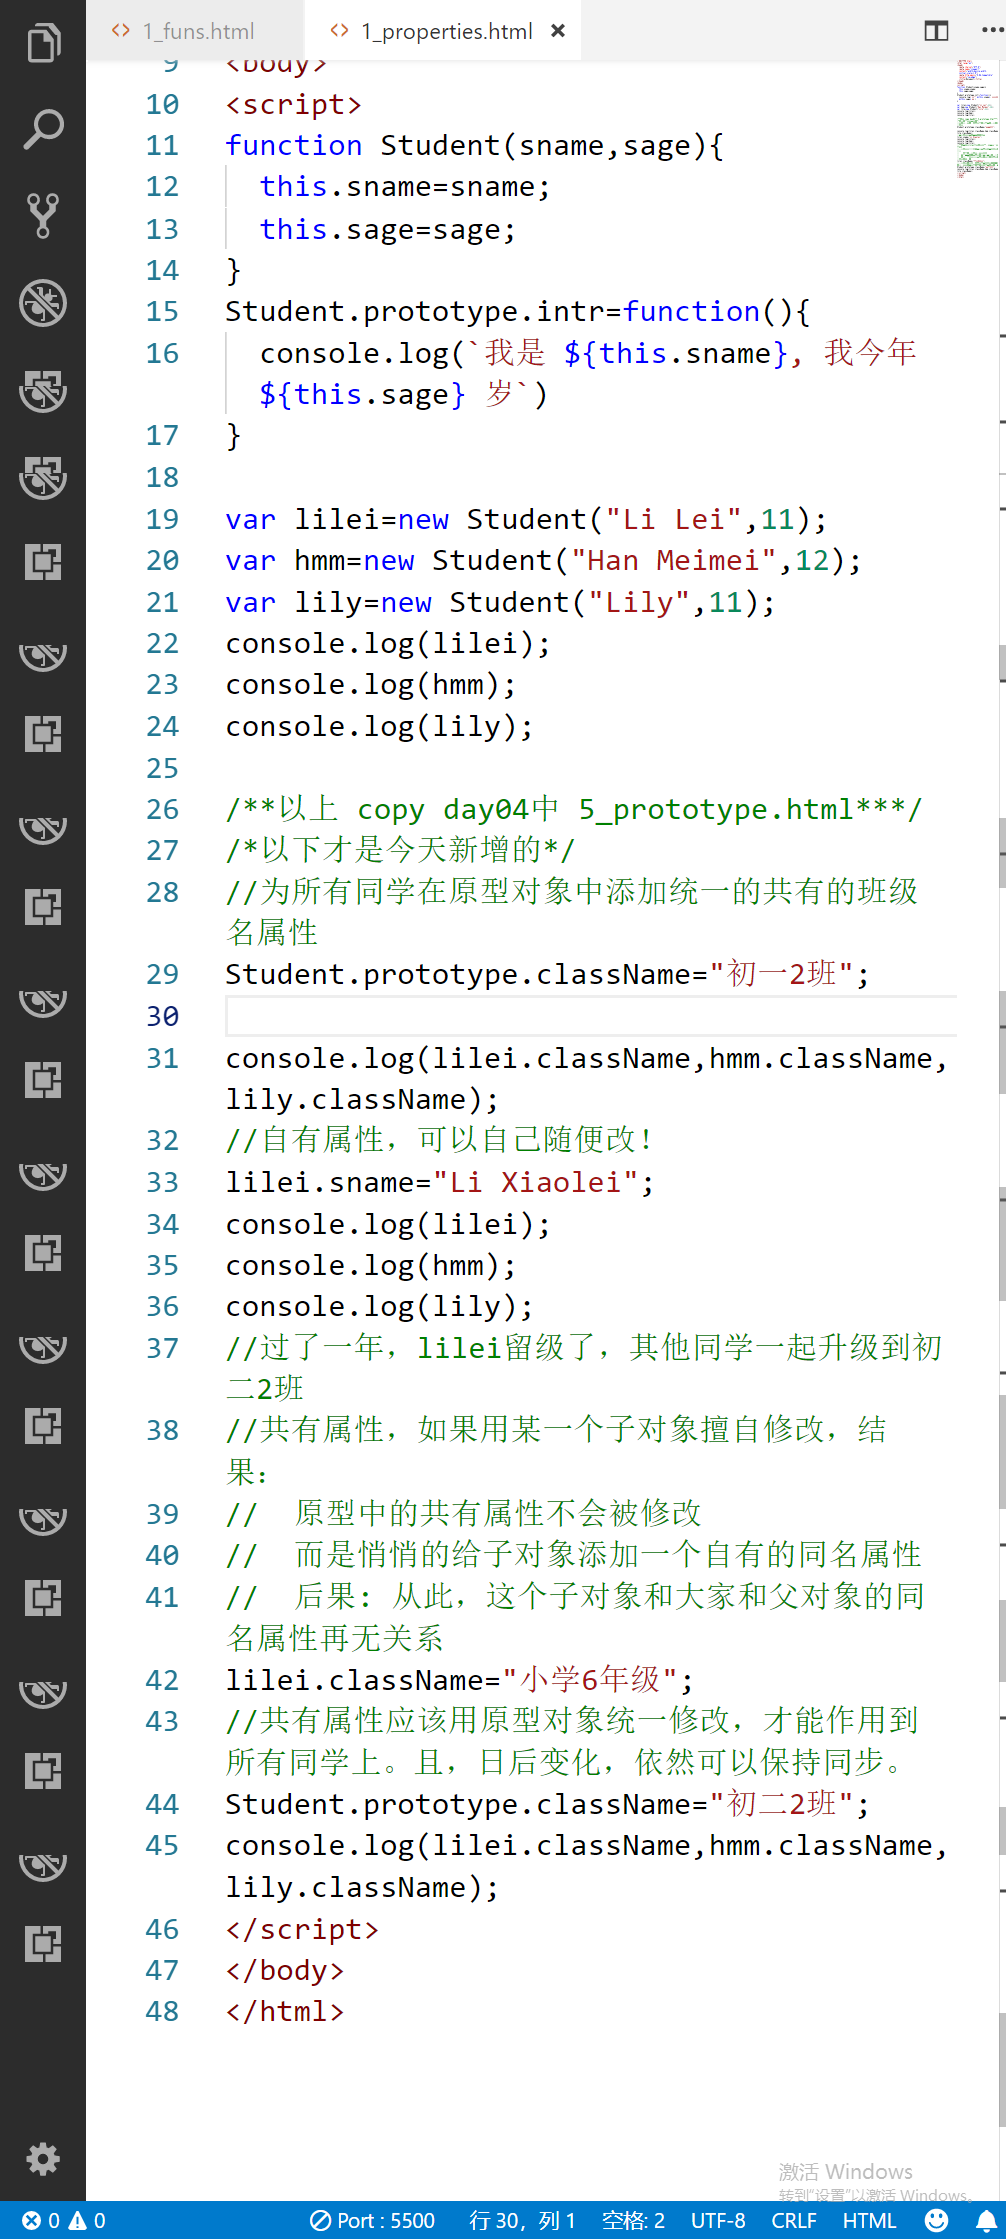 1_funs.html
1_properties.html
9 <body>
10 <script>
11 function Student(sname,sage){
12 this.sname=sname;
13 this.sage=sage;
14 }
15 Student.prototype.intr=function(){
16 console.log(`我是 ${this.sname}, 我今年
${this.sage} 岁`)
17 }
18
19 var lilei=new Student("Li Lei",11);
20 var hmm=new Student("Han Meimei",12);
21 var lily=new Student("Lily",11);
22 console.log(lilei);
23 console.log(hmm);
24 console.log(lily);
25
26 /**以上 copy day04中 5_prototype.html***/
27 /*以下才是今天新增的*/
28 //为所有同学在原型对象中添加统一的共有的班级
名属性
29 Student.prototype.className="初一2班";
30
31 console.log(lilei.className,hmm.className,
lily.className);
32 //自有属性，可以自己随便改！
33 lilei.sname="Li Xiaolei";
34 console.log(lilei);
35 console.log(hmm);
36 console.log(lily);
37 //过了一年，lilei留级了，其他同学一起升级到初
二2班
38 //共有属性，如果用某一个子对象擅自修改，结
果：
39 // 原型中的共有属性不会被修改
40 // 而是悄悄的给子对象添加一个自有的同名属性
41 // 后果: 从此，这个子对象和大家和父对象的同
名属性再无关系
42 lilei.className="小学6年级";
43 //共有属性应该用原型对象统一修改，才能作用到
所有同学上。且，日后变化，依然可以保持同步。
44 Student.prototype.className="初二2班";
45 console.log(lilei.className,hmm.className,
lily.className);
46 </script>
47 </body>
48 </html>
激活 Windows
转到"设置"以激活 Windows。
0 0 Port : 5500 行 30，列 1 空格: 2 UTF-8 CRLF HTML